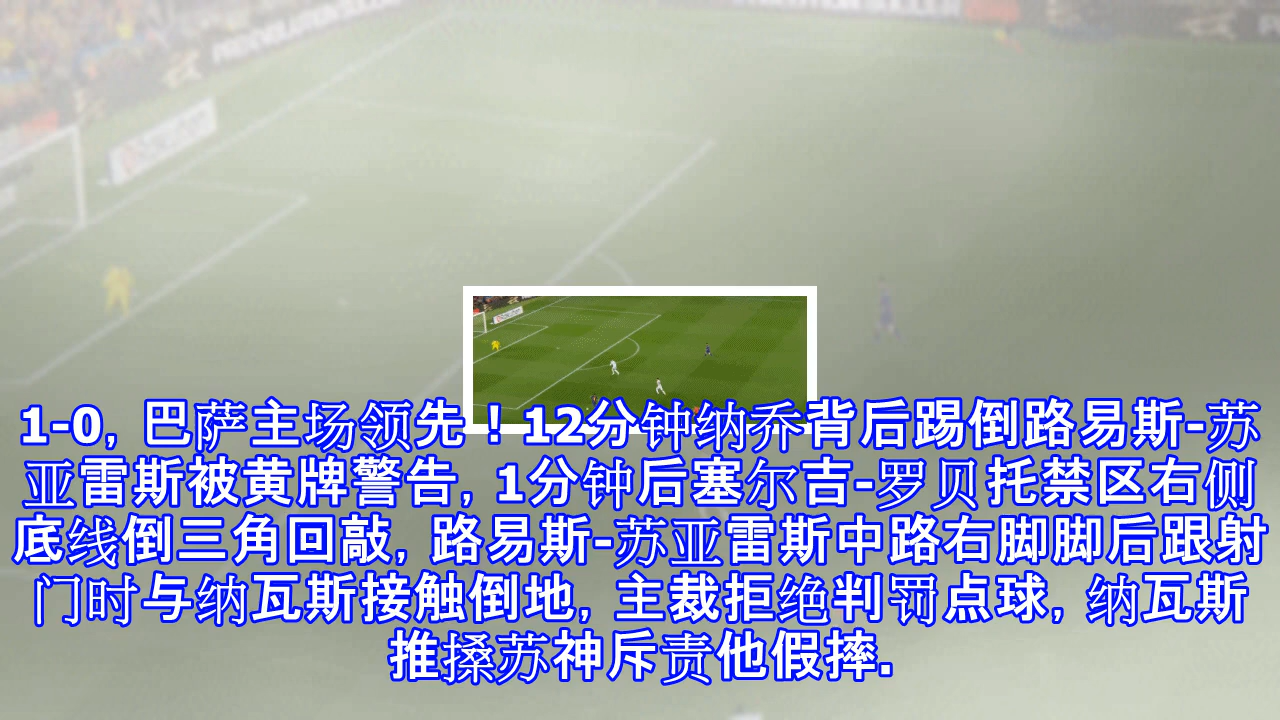 1-0, 巴萨主场领先！12分钟纳乔背后踢倒路易斯-苏
亚雷斯被黄牌警告, 1分钟后塞尔吉-罗贝托禁区右侧
底线倒三角回敲, 路易斯-苏亚雷斯中路右脚脚后跟射
门时与纳瓦斯接触倒地, 主裁拒绝判罚点球, 纳瓦斯
推搡苏神斥责他假摔.